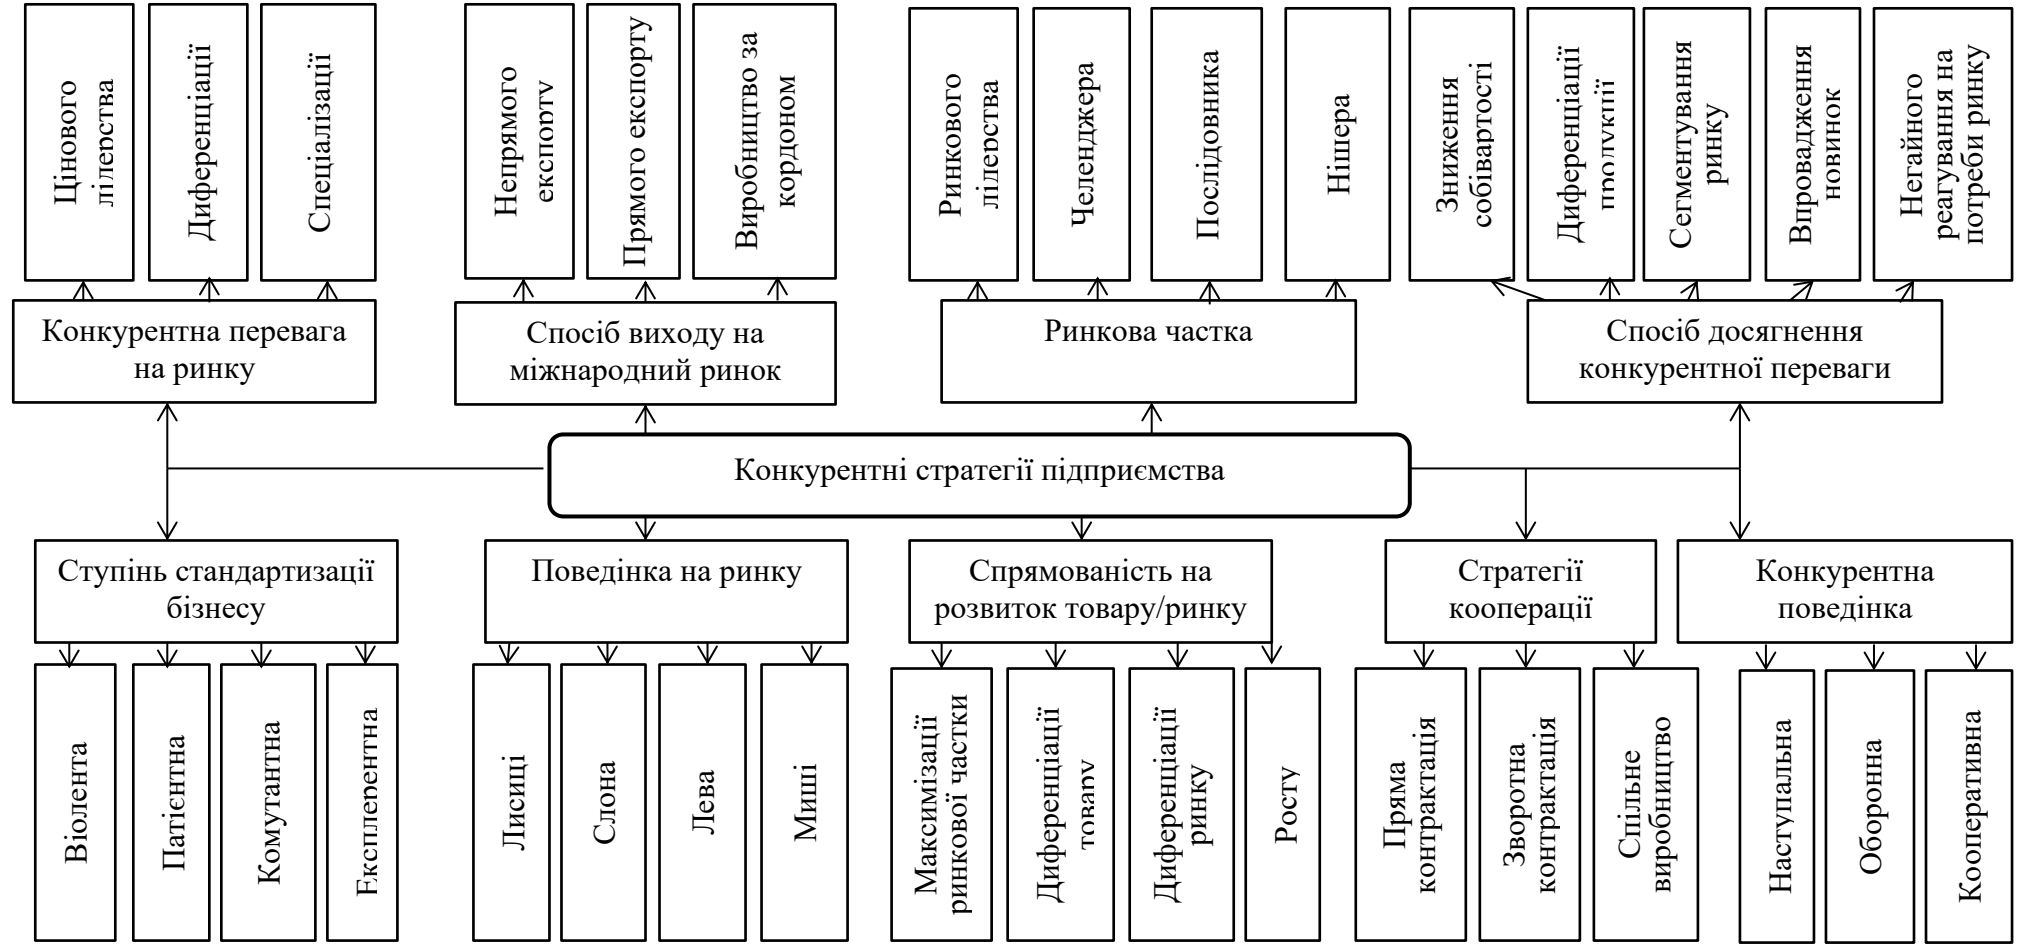 Цінового
лідерства
Диференціації
Спеціалізації
Непрямого
експорту
Прямого експорту
Виробництво за
кордоном
Ринкового
лідерства
Челенджера
Послідовника
Нішера
Зниження
собівартості
Диференціації
продукції
Сегментування
ринку
Впровадження
новинок
Негайного
реагування на
потреби ринку
Конкурентна перевага
на ринку
Спосіб виходу на
міжнародний ринок
Ринкова частка
Спосіб досягнення
конкурентної переваги
Конкурентні стратегії підприємства
Ступінь стандартизації
бізнесу
Поведінка на ринку
Спрямованість на
розвиток товару/ринку
Стратегії
кооперації
Конкурентна
поведінка
Віолента
Патієнтна
Комутантна
Експлерентна
Лисиці
Слона
Лева
Миші
Максимізації
ринкової частки
Диференціації
товару
Диференціації
ринку
Росту
Пряма
контрактація
Зворотна
контрактація
Спільне
виробництво
Наступальна
Оборонна
Кооперативна